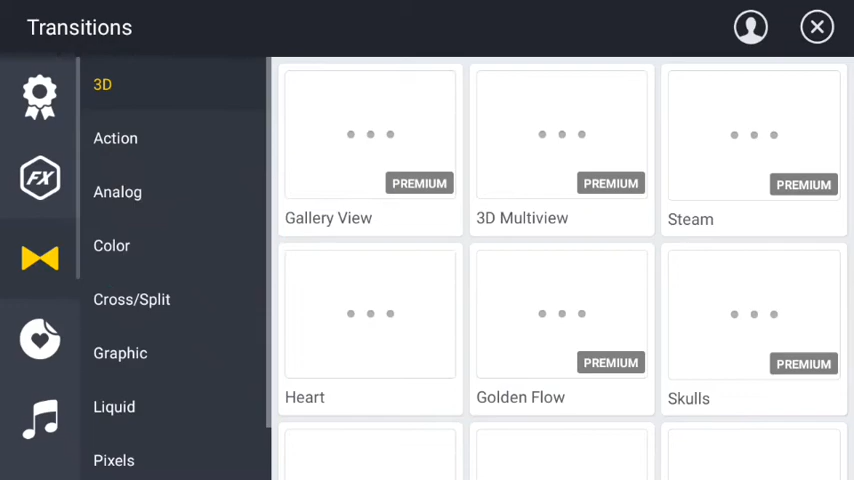 Transitions
FX
3D
Action
Analog
Color
Cross/Split
Graphic
Liquid
Pixels
PREMIUM
Gallery View
PREMIUM
3D Multiview
PREMIUM
Steam
Heart
PREMIUM
Golden Flow
PREMIUM
Skulls